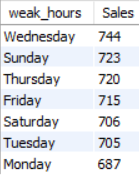 weak_hours Sales
Wednesday 744
Sunday 723
Thursday 720
Friday 715
Saturday 706
Tuesday 705
Monday 687